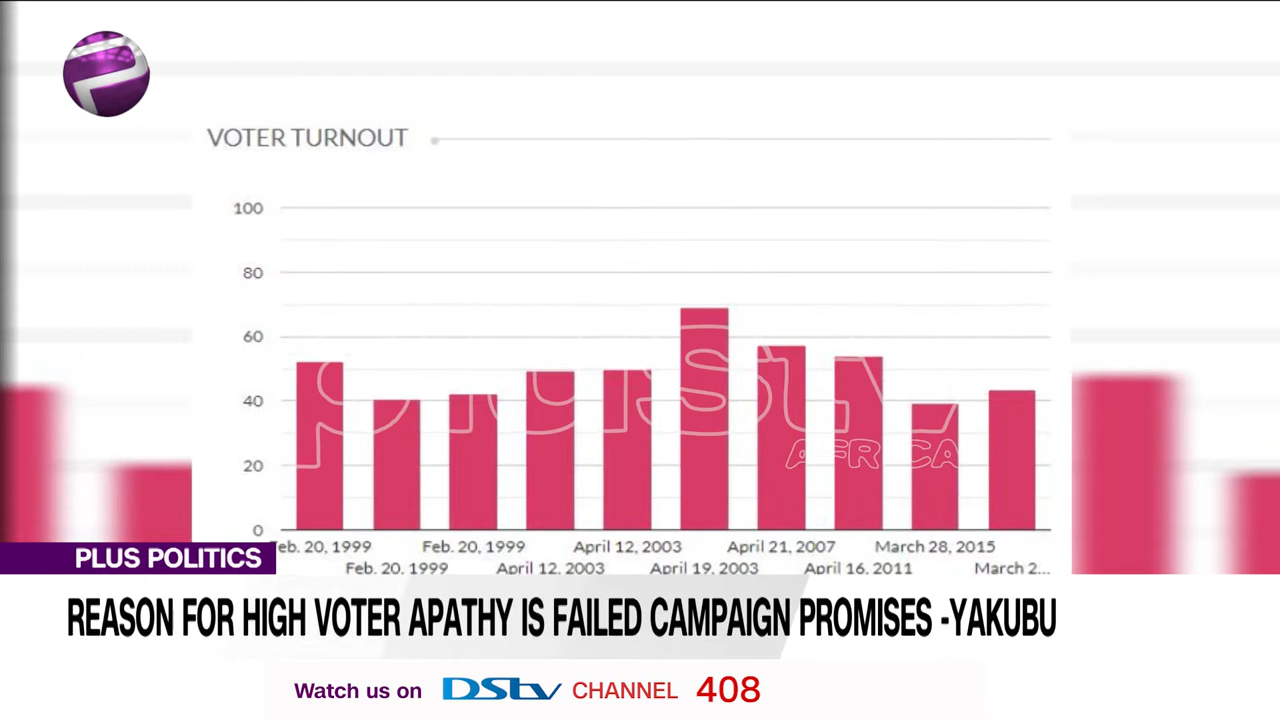 VOTER TURNOUT
100
80
60
40
20
0
Feb. 20, 1999 Feb. 20, 1999 April 12, 2003 April 21, 2007 March 28, 2015
Feb. 20, 1999 April 12, 2003 April 19, 2003 April 16, 2011 March 2...
plustv
AFRICA
PLUS POLITICS
REASON FOR HIGH VOTER APATHY IS FAILED CAMPAIGN PROMISES -YAKUBU
Watch us on DStv CHANNEL 408